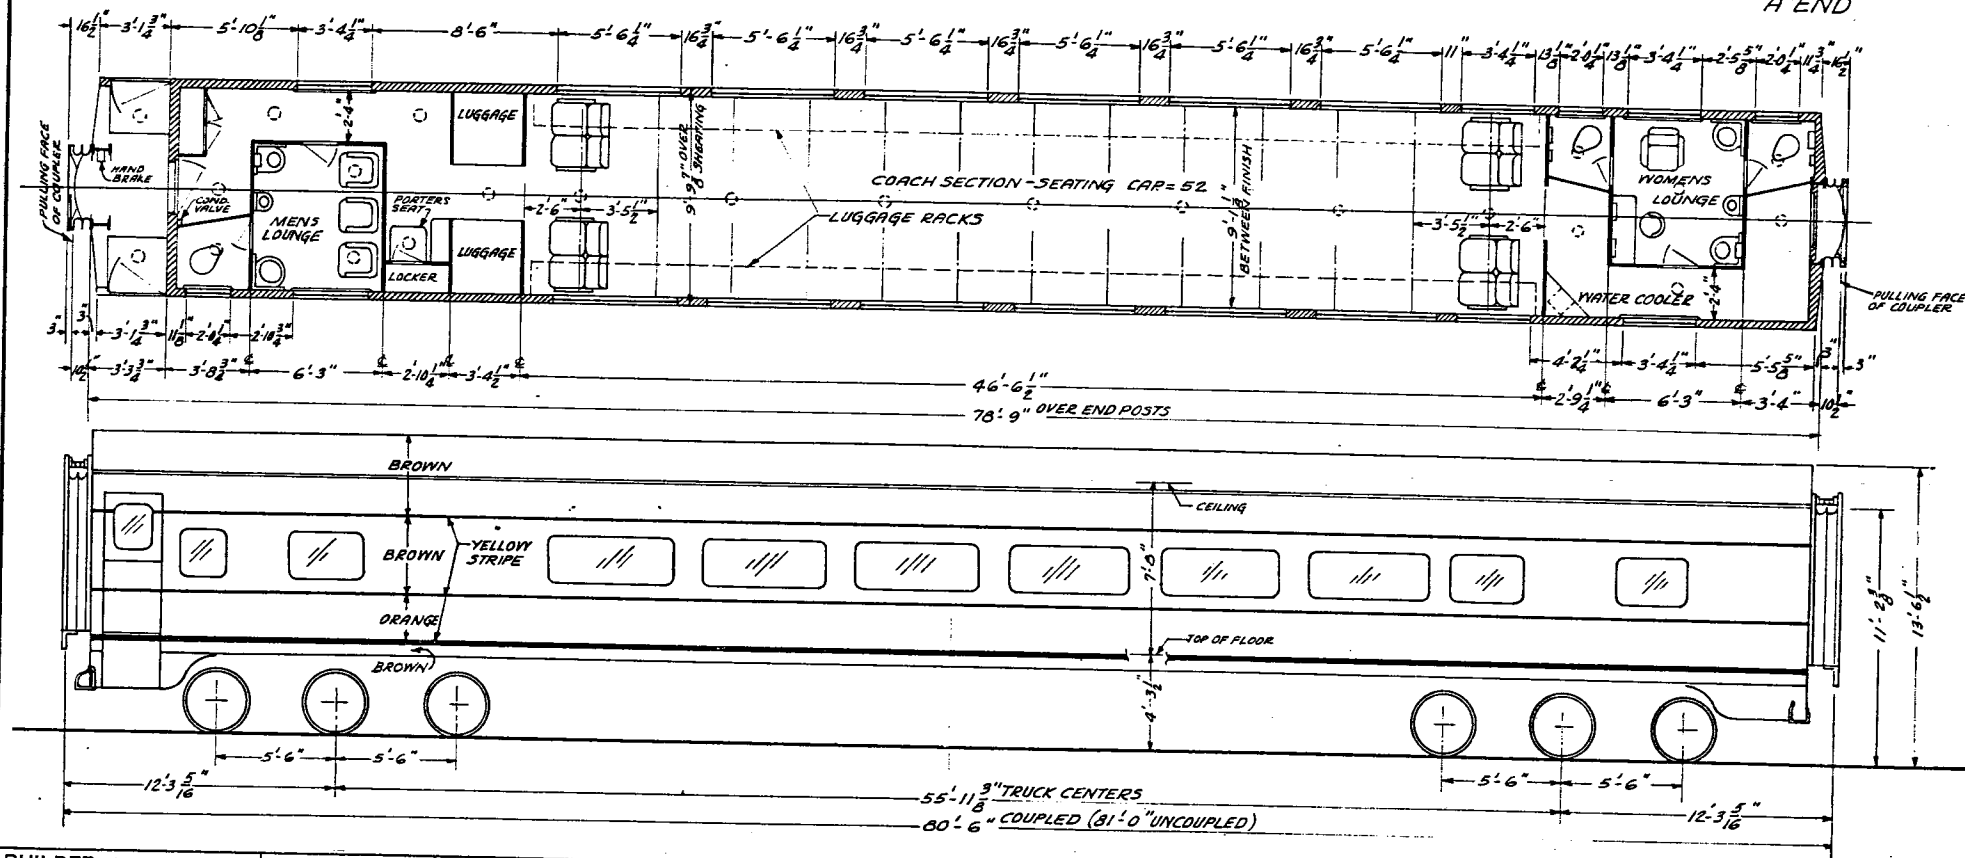 A END
16½" 3'-1¾" 5'-10⅛" 3'-4¼" 8'-6" 5'-6¼" 16¾" 5'-6¼" 16¾" 5'-6¼" 16¾" 5'-6¼" 16¾" 5'-6¼" 16¾" 5'-6¼" 11" 3'-4¼" 13⅛" 2'-0¼" 13⅛" 3'-4¼" 2'-5⅝" 2'-0¼" 11¾" 16½"
PULLING FACE
OF COUPLER
HAND
BRAKE
COND.
VALVE
MENS
LOUNGE
2'-4"
PORTERS
SEAT
LOCKER
LUGGAGE
LUGGAGE
2'-6" 3'-5½"
9'-9⅞" OVER
SHEATING
COACH SECTION-SEATING CAP.= 52
LUGGAGE RACKS
BETWEEN FINISH
3'-5½" 2'-6"
WOMENS
LOUNGE
WATER COOLER
2'-4"
PULLING FACE
OF COUPLER
3" 3" 3'-1¾" 11⅛" 2'-0¼" 2'-10¾"
4'-2¼" 3'-4¼" 5'-5⅝" 3" 3"
10½" 3'-3¾" 3'-8¾" 6'-3" 2'-10¼" 3'-4½" 46'-6½" 2'-9¼" 6'-3" 3'-4" 10½"
78'-9" OVER END POSTS
BROWN
CEILING
BROWN
YELLOW
STRIPE
7'-8"
ORANGE
TOP OF FLOOR
BROWN
4'-3½"
11'-2⅜"
13'-6½"
5'-6" 5'-6" 5'-6" 5'-6"
12'-3 5/16" 55'-11⅜" TRUCK CENTERS 12'-3 5/16"
80'-6" COUPLED (81'-0" UNCOUPLED)